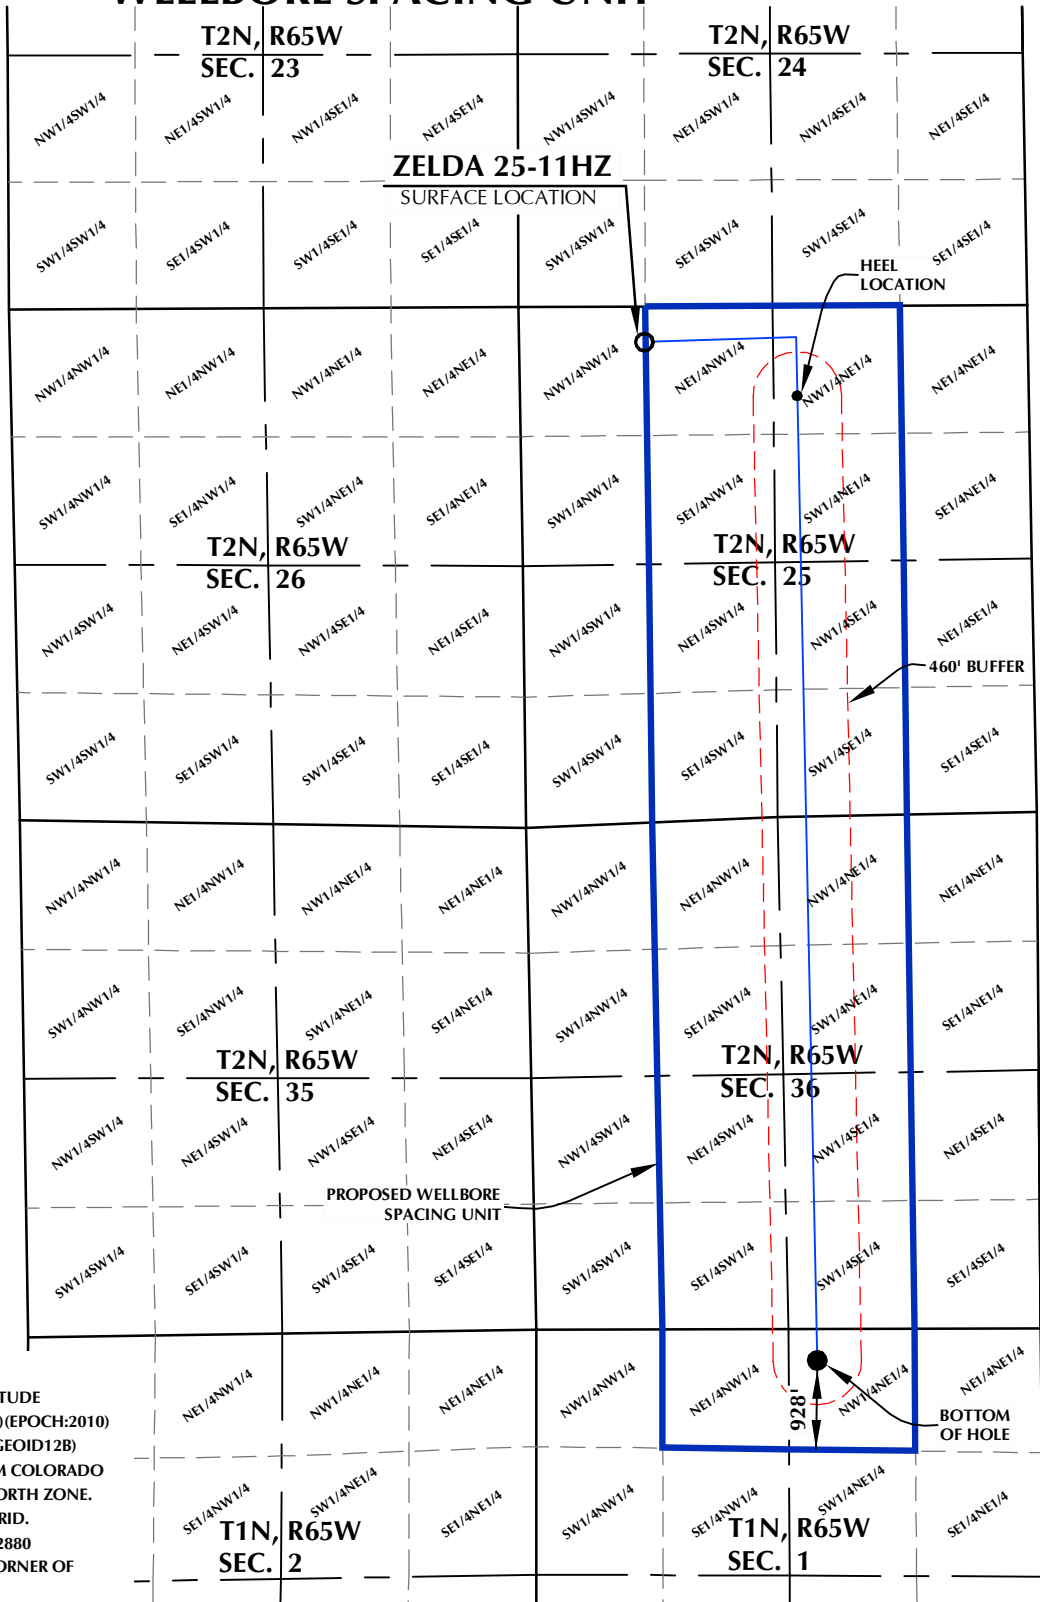 WELLBORE SPACING UNIT
T2N, R65W
SEC. 23
T2N, R65W
SEC. 24
NW1/4SW1/4
NE1/4SW1/4
NW1/4SE1/4
NE1/4SE1/4
NW1/4SW1/4
NE1/4SW1/4
NW1/4SE1/4
NE1/4SE1/4
ZELDA 25-11HZ
SURFACE LOCATION
SW1/4SW1/4
SE1/4SW1/4
SW1/4SE1/4
SE1/4SE1/4
SW1/4SW1/4
SE1/4SW1/4
SW1/4SE1/4
SE1/4SE1/4
HEEL
LOCATION
NW1/4NW1/4
NE1/4NW1/4
NW1/4NE1/4
NE1/4NE1/4
NW1/4NW1/4
NE1/4NW1/4
NW1/4NE1/4
NE1/4NE1/4
SW1/4NW1/4
SE1/4NW1/4
SW1/4NE1/4
SE1/4NE1/4
SW1/4NW1/4
SE1/4NW1/4
SW1/4NE1/4
SE1/4NE1/4
T2N, R65W
SEC. 26
T2N, R65W
SEC. 25
NW1/4SW1/4
NE1/4SW1/4
NW1/4SE1/4
NE1/4SE1/4
NW1/4SW1/4
NE1/4SW1/4
NW1/4SE1/4
NE1/4SE1/4
460' BUFFER
SW1/4SW1/4
SE1/4SW1/4
SW1/4SE1/4
SE1/4SE1/4
SW1/4SW1/4
SE1/4SW1/4
SW1/4SE1/4
SE1/4SE1/4
NW1/4NW1/4
NE1/4NW1/4
NW1/4NE1/4
NE1/4NE1/4
NW1/4NW1/4
NE1/4NW1/4
NW1/4NE1/4
NE1/4NE1/4
SW1/4NW1/4
SE1/4NW1/4
SW1/4NE1/4
SE1/4NE1/4
SW1/4NW1/4
SE1/4NW1/4
SW1/4NE1/4
SE1/4NE1/4
T2N, R65W
SEC. 35
T2N, R65W
SEC. 36
NW1/4SW1/4
NE1/4SW1/4
NW1/4SE1/4
NE1/4SE1/4
NW1/4SW1/4
NE1/4SW1/4
NW1/4SE1/4
NE1/4SE1/4
PROPOSED WELLBORE
SPACING UNIT
SW1/4SW1/4
SE1/4SW1/4
SW1/4SE1/4
SE1/4SE1/4
SW1/4SW1/4
SE1/4SW1/4
SW1/4SE1/4
SE1/4SE1/4
NE1/4NW1/4
NW1/4NE1/4
NE1/4NE1/4
NW1/4NW1/4
NE1/4NW1/4
NW1/4NE1/4
NE1/4NE1/4
928'
BOTTOM
OF HOLE
TUDE
)(EPOCH:2010)
GEOID12B)
M COLORADO
ORTH ZONE.
RID.
2880
ORNER OF
SE1/4NW1/4
SW1/4NE1/4
SE1/4NE1/4
SW1/4NW1/4
SE1/4NW1/4
SW1/4NE1/4
SE1/4NE1/4
T1N, R65W
SEC. 2
T1N, R65W
SEC. 1